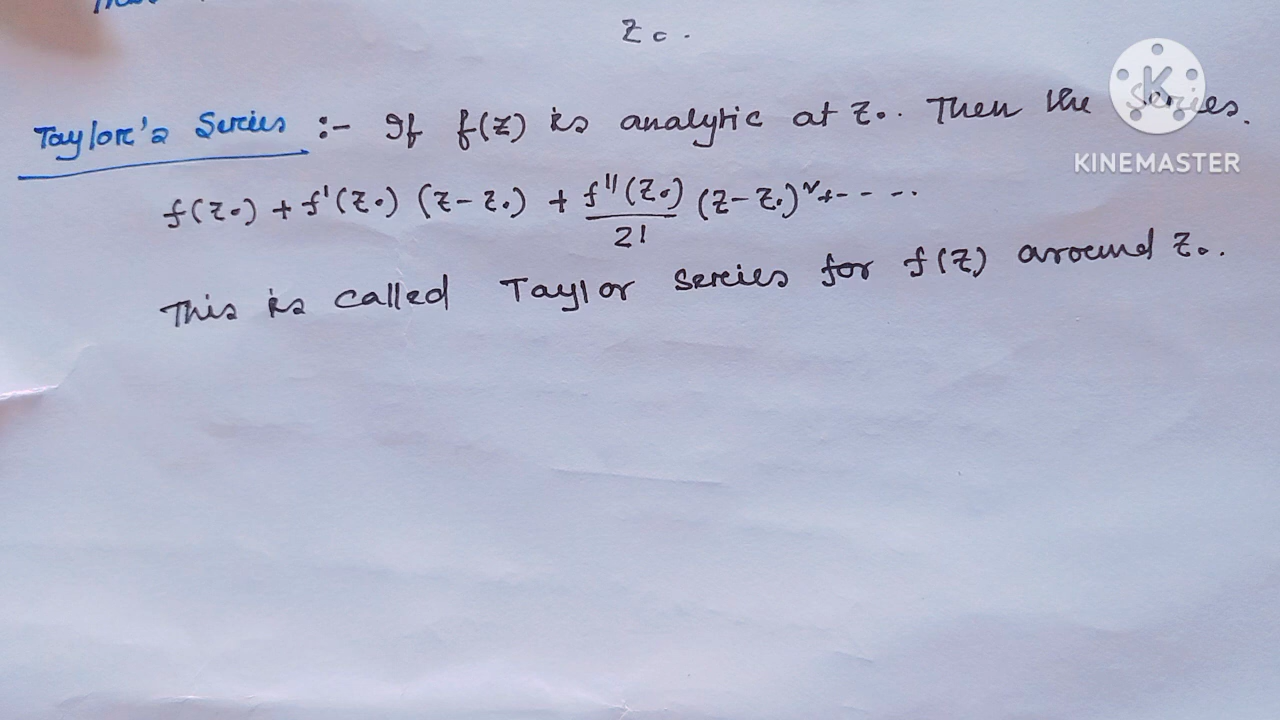 Zo.
Taylor's Series :- If f(z) is analytic at z₀. Then the series.
f(z₀) + f'(z₀) (z-z₀) + f''(z₀)/2! (z-z₀)² + - - - -.
This is called Taylor series for f(z) around z₀.
KINEMASTER